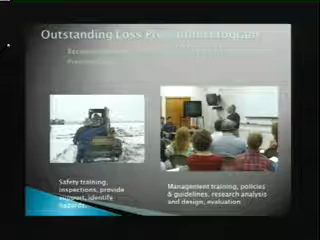 Outstanding Loss Prevention Program
Safety training,
inspections, provide
support, identify
hazards.
Management training, policies
& guidelines, research analysis
and design, evaluation